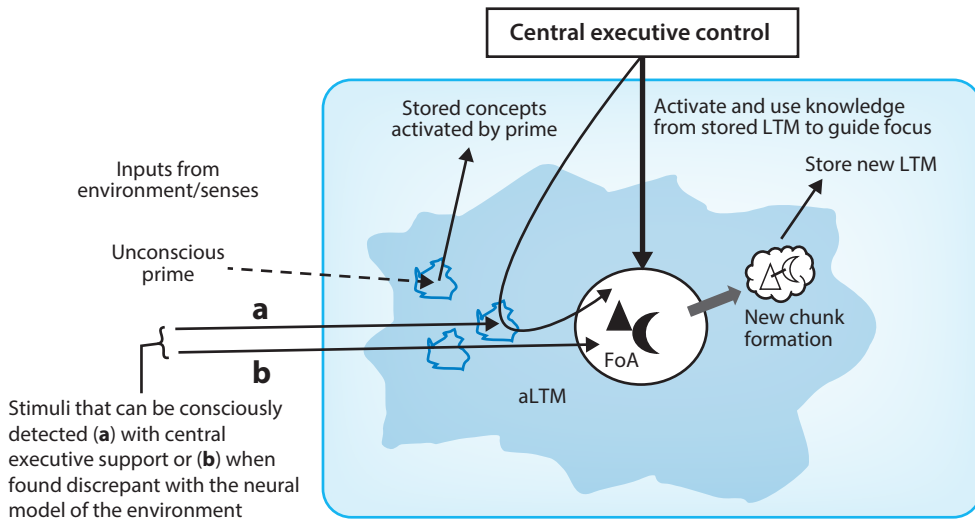 Central executive control
Stored concepts
activated by prime
Activate and use knowledge
from stored LTM to guide focus
Store new LTM
Inputs from
environment/senses
Unconscious
prime
a
b
FoA
New chunk
formation
aLTM
Stimuli that can be consciously
detected (a) with central
executive support or (b) when
found discrepant with the neural
model of the environment